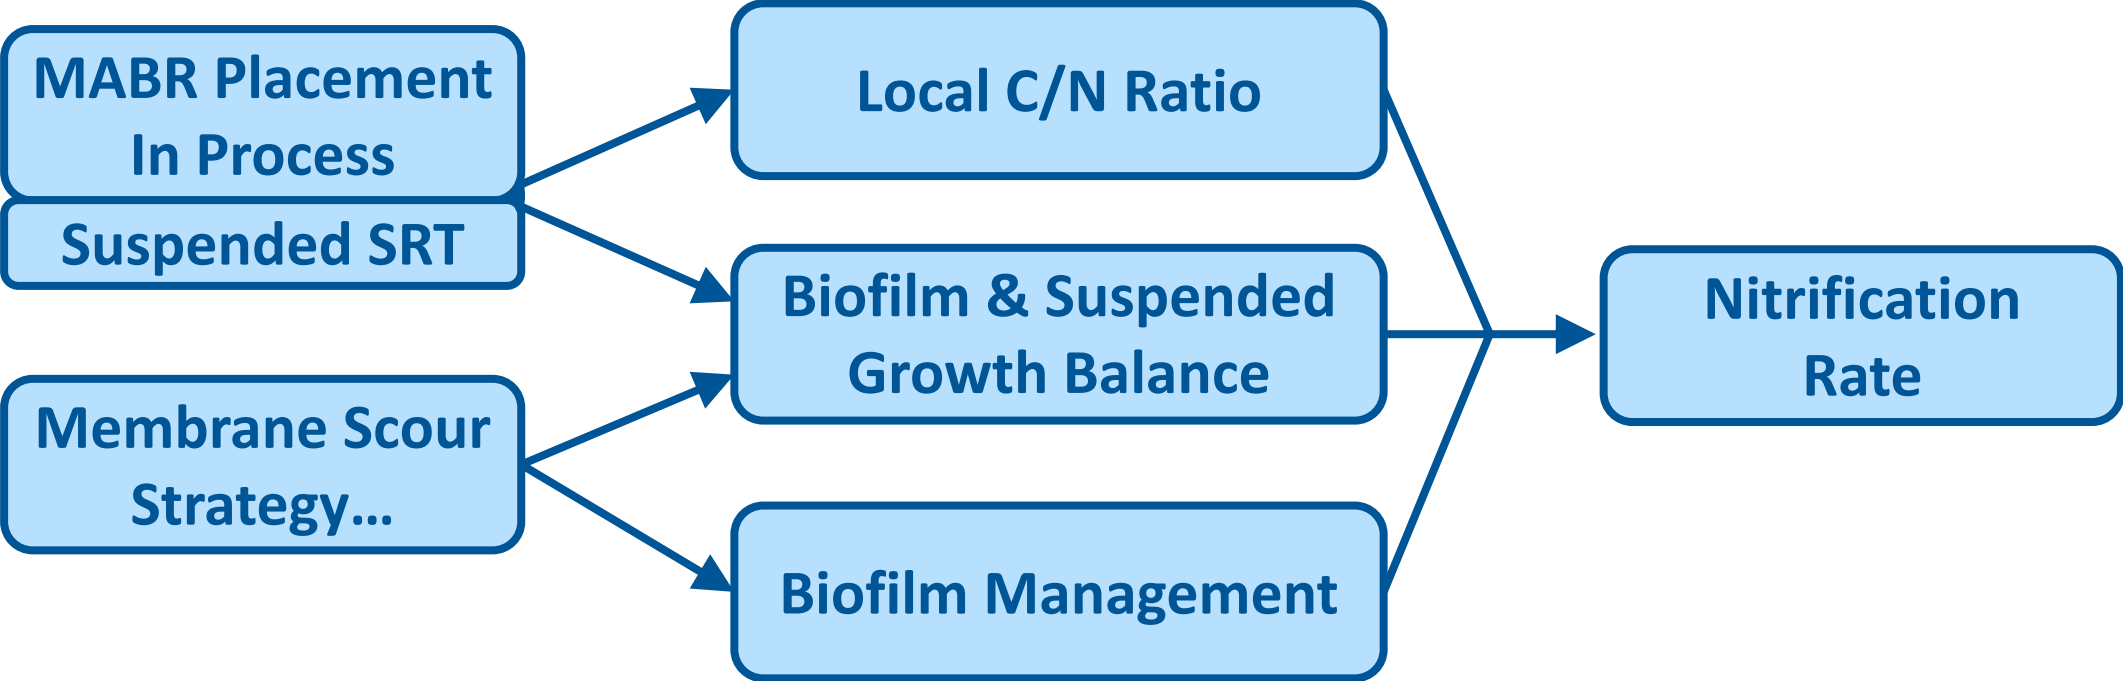 MABR Placement
In Process
Suspended SRT
Membrane Scour
Strategy...
Local C/N Ratio
Biofilm & Suspended
Growth Balance
Biofilm Management
Nitrification
Rate